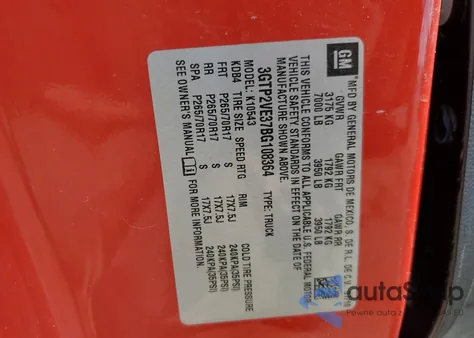 GM
MFD BY GENERAL MOTORS DE MEXICO, S. DE R.L. DE C.V.
GVWR GAWR FRT GAWR RR
3175 KG 1792 KG 1792 KG
7000 LB 3950 LB 3950 LB
THIS VEHICLE CONFORMS TO ALL APPLICABLE U.S. FEDERAL MOTOR
VEHICLE SAFETY STANDARDS IN EFFECT ON THE DATE OF
MANUFACTURE SHOWN ABOVE.
3GTP2VE37BG108364 TYPE: TRUCK
MODEL: K10543
KDB4 TIRE SIZE SPEED RTG RIM COLD TIRE PRESSURE
FRT P265/70R17 S 17X7.5J 240KPA(35PSI)
RR P265/70R17 S 17X7.5J 240KPA(35PSI)
SPA P265/70R17 S 17X7.5J 240KPA(35PSI)
SEE OWNER'S MANUAL FOR MORE INFORMATION.